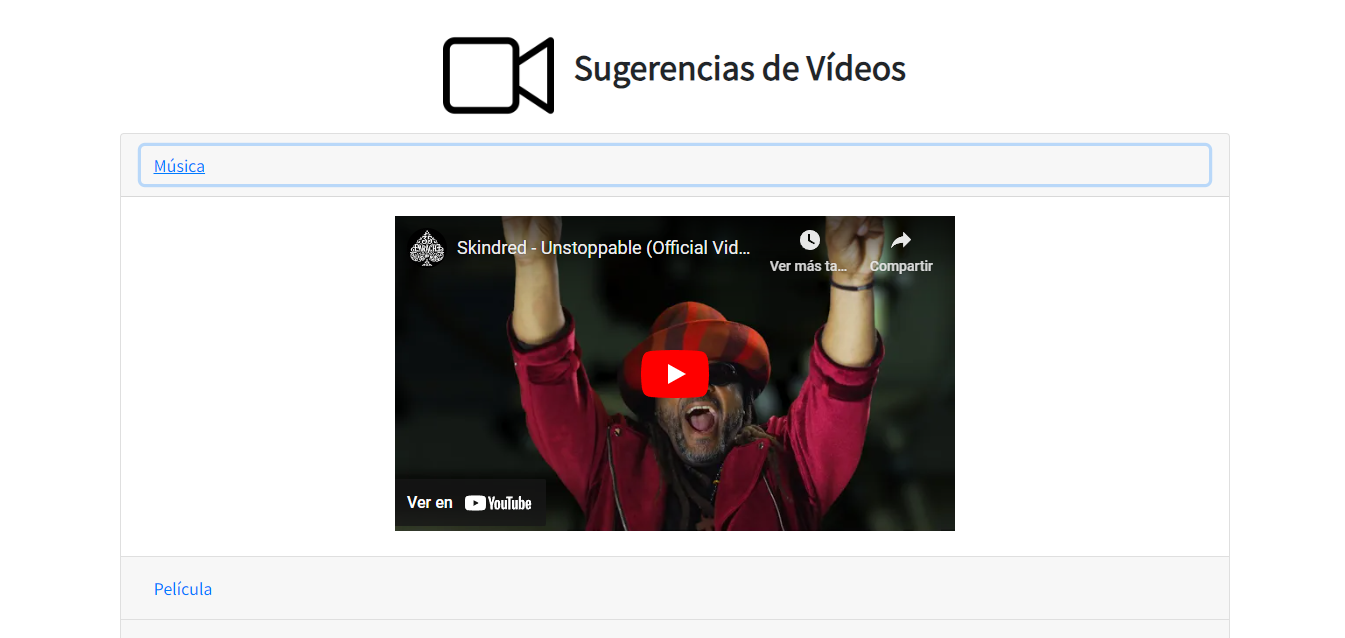 Sugerencias de Vídeos
Música
Skindred - Unstoppable (Official Vid...
Ver más ta...
Compartir
Ver en YouTube
Película